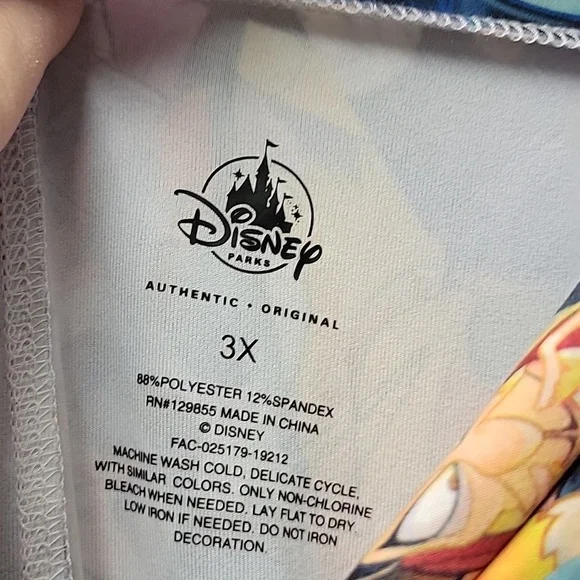 Disney
PARKS
AUTHENTIC • ORIGINAL
3X
88%POLYESTER 12%SPANDEX
RN#129855 MADE IN CHINA
© DISNEY
FAC-025179-19212
MACHINE WASH COLD, DELICATE CYCLE,
WITH SIMILAR COLORS. ONLY NON-CHLORINE
BLEACH WHEN NEEDED. LAY FLAT TO DRY.
LOW IRON IF NEEDED. DO NOT IRON
DECORATION.